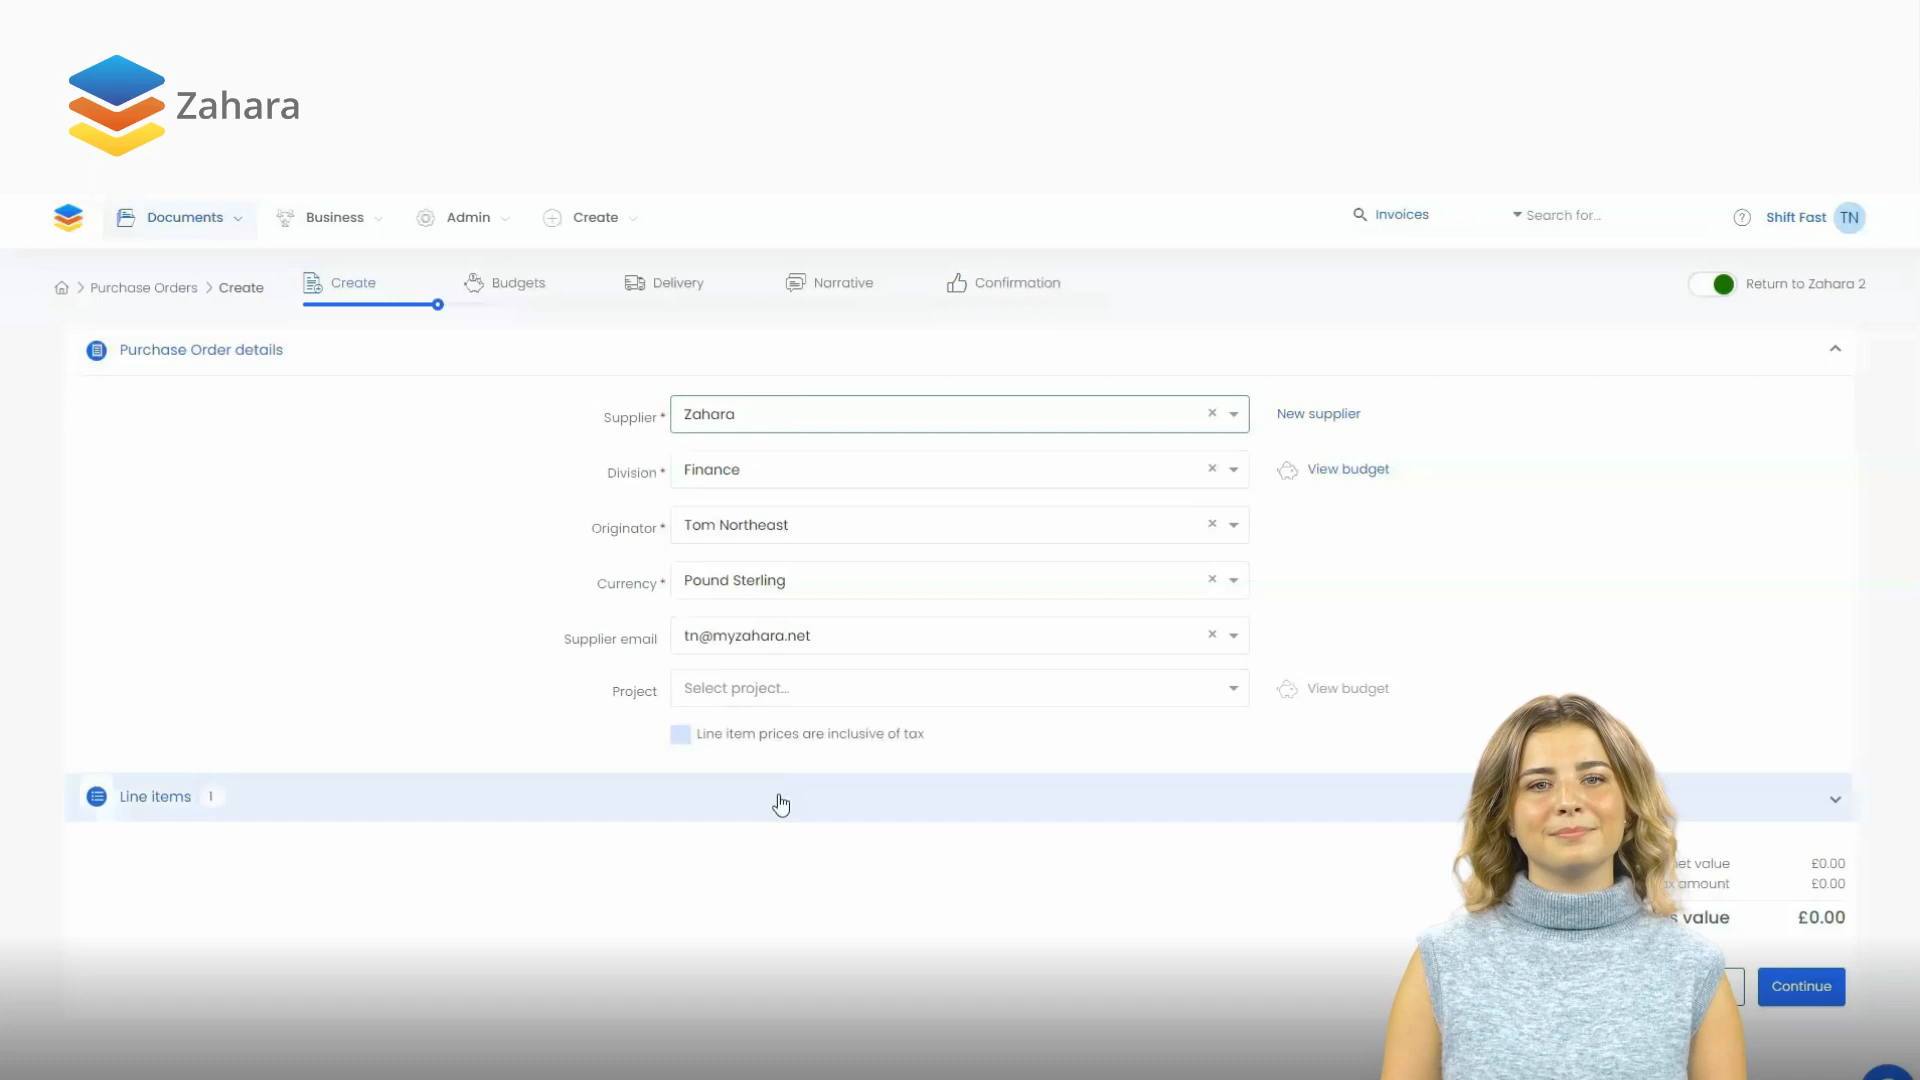 Zahara
Documents
Business
Admin
Create
Invoices
Search for...
Shift Fast
TN
Purchase Orders
Create
Create
Budgets
Delivery
Narrative
Confirmation
Return to Zahara 2
Purchase Order details
Supplier *
Zahara
New supplier
Division *
Finance
View budget
Originator *
Tom Northeast
Currency *
Pound Sterling
Supplier email
tn@myzahara.net
Project
Select project...
View budget
Line item prices are inclusive of tax
Line items 1
value £0.00
amount £0.00
value £0.00
Continue